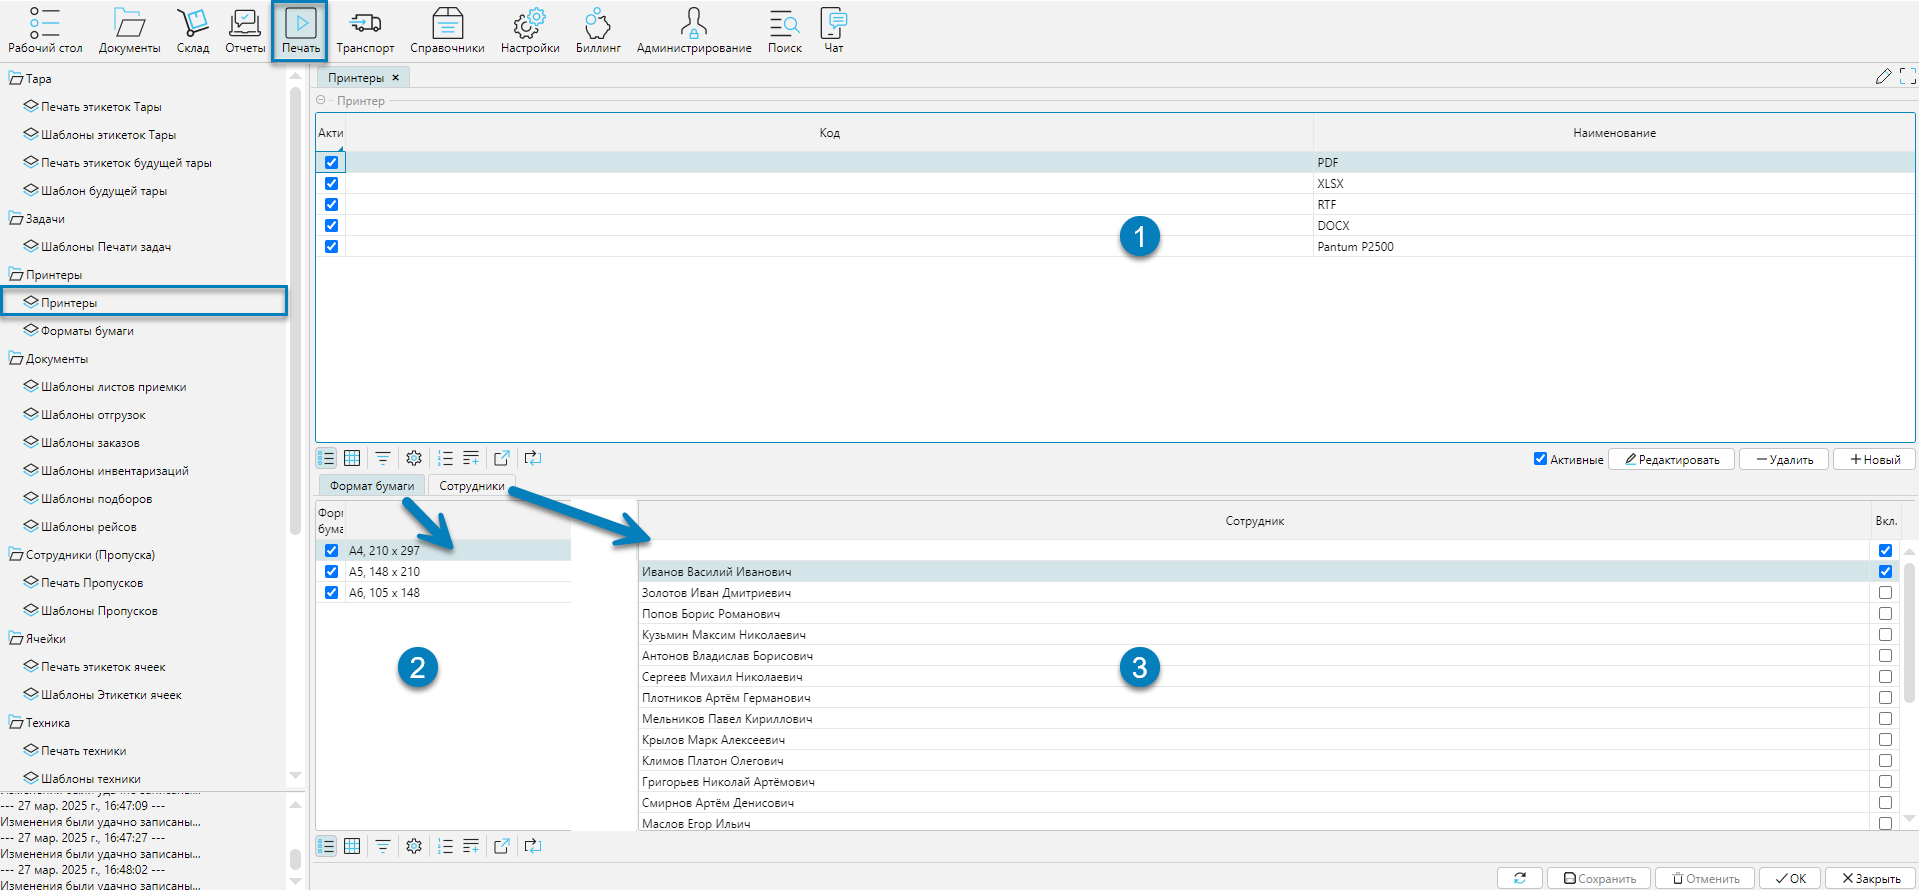 Рабочий стол
Документы
Склад
Отчеты
Печать
Транспорт
Справочники
Настройки
Биллинг
Администрирование
Поиск
Чат
Тара
Печать этикеток Тары
Шаблоны этикеток Тары
Печать этикеток будущей тары
Шаблон будущей тары
Задачи
Шаблоны Печати задач
Принтеры
Принтеры
Форматы бумаги
Документы
Шаблоны листов приемки
Шаблоны отгрузок
Шаблоны заказов
Шаблоны инвентаризаций
Шаблоны подборов
Шаблоны рейсов
Сотрудники (Пропуска)
Печать Пропусков
Шаблоны Пропусков
Ячейки
Печать этикеток ячеек
Шаблоны Этикетки ячеек
Техника
Печать техники
Шаблоны техники
Изменения были удачно записаны...
--- 27 мар. 2025 г., 16:47:09 ---
Изменения были удачно записаны...
--- 27 мар. 2025 г., 16:47:27 ---
Изменения были удачно записаны...
--- 27 мар. 2025 г., 16:48:02 ---
Изменения были удачно записаны...
Принтеры
Принтер
Акти Код Наименование
PDF
XLSX
RTF
DOCX
Pantum P2500
1
Активные Редактировать Удалить Новый
Формат бумаги Сотрудники
Форм
бума
A4, 210 x 297
A5, 148 x 210
A6, 105 x 148
2
Сотрудник Вкл.
Иванов Василий Иванович
Золотов Иван Дмитриевич
Попов Борис Романович
Кузьмин Максим Николаевич
Антонов Владислав Борисович
Сергеев Михаил Николаевич
Плотников Артём Германович
Мельников Павел Кириллович
Крылов Марк Алексеевич
Климов Платон Олегович
Григорьев Николай Артёмович
Смирнов Артём Денисович
Маслов Егор Ильич
3
Сохранить Отменить OK Закрыть